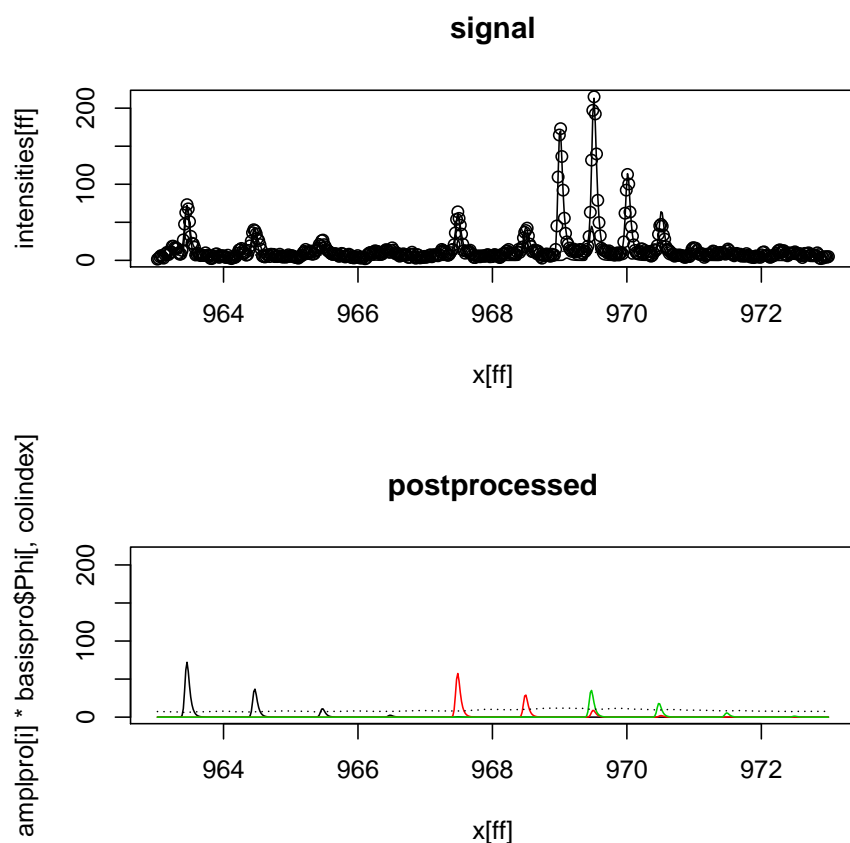 signal
intensities[ff]
200
100
0
964 966 968 970 972
x[ff]
postprocessed
amplpro[i] * basispro$Phi[, colindex]
200
100
0
964 966 968 970 972
x[ff]